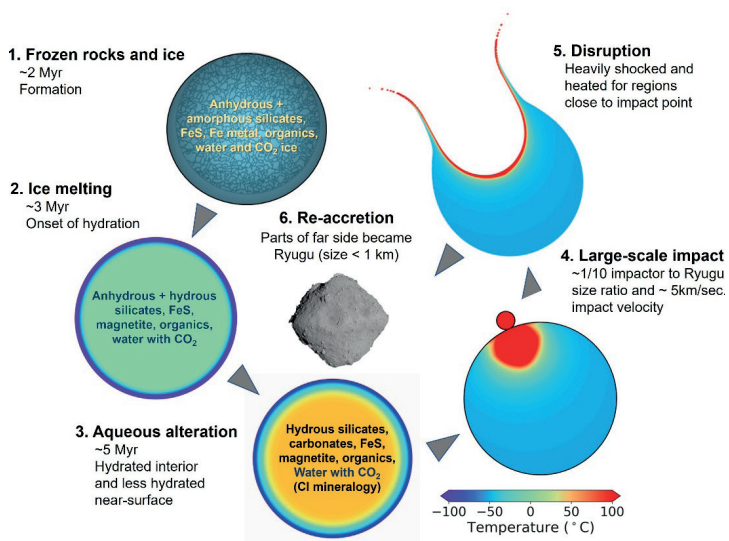 1. Frozen rocks and ice
~2 Myr
Formation
Anhydrous +
amorphous silicates,
FeS, Fe metal, organics,
water and CO₂ ice
2. Ice melting
~3 Myr
Onset of hydration
Anhydrous + hydrous
silicates, FeS,
magnetite, organics,
water with CO₂
3. Aqueous alteration
~5 Myr
Hydrated interior
and less hydrated
near-surface
Hydrous silicates,
carbonates, FeS,
magnetite, organics,
Water with CO₂
(CI mineralogy)
4. Large-scale impact
~1/10 impactor to Ryugu
size ratio and ~ 5km/sec.
impact velocity
5. Disruption
Heavily shocked and
heated for regions
close to impact point
6. Re-accretion
Parts of far side became
Ryugu (size < 1 km)
−100 −50 0 50 100
Temperature (°C)